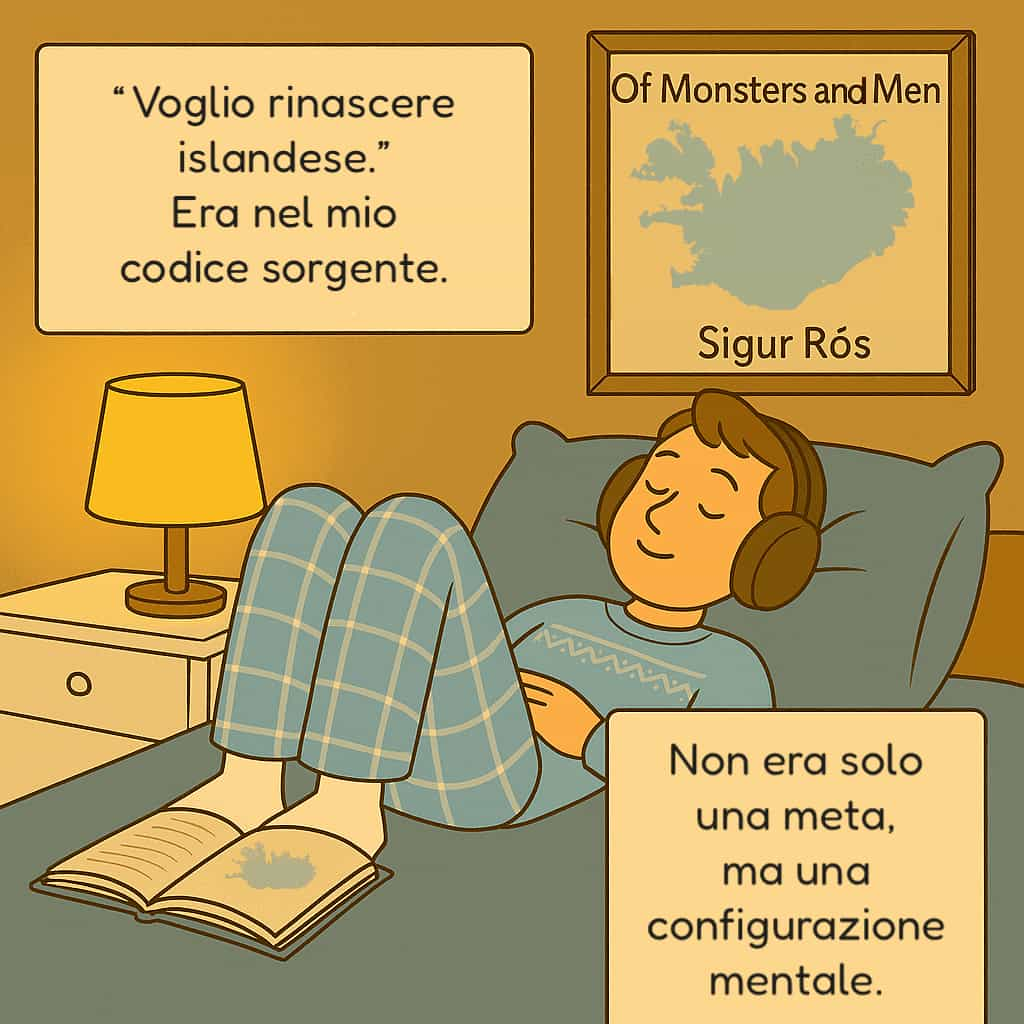 “Voglio rinascere
islandese.”
Era nel mio
codice sorgente.
Of Monsters and Men
Sigur Rós
Non era solo
una meta,
ma una
configurazione
mentale.